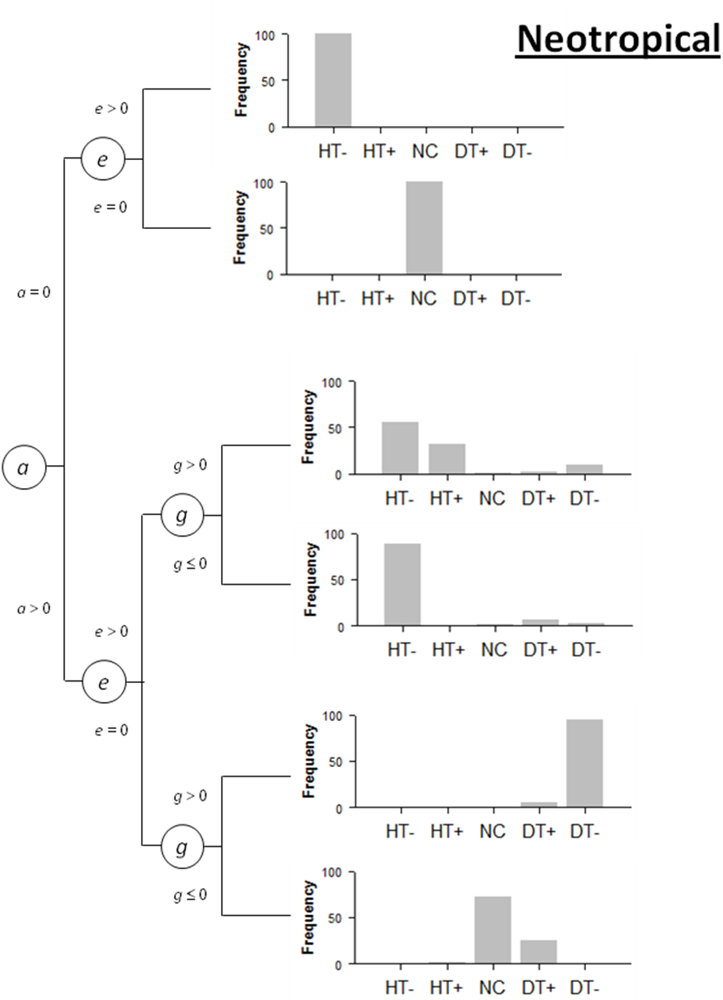 Neotropical
100
50
0
Frequency
HT- HT+ NC DT+ DT-
e > 0
e
e = 0
100
50
0
Frequency
HT- HT+ NC DT+ DT-
a = 0
a
a > 0
100
50
0
Frequency
HT- HT+ NC DT+ DT-
g > 0
g
g ≤ 0
100
50
0
Frequency
HT- HT+ NC DT+ DT-
e > 0
e
e = 0
100
50
0
Frequency
HT- HT+ NC DT+ DT-
g > 0
g
g ≤ 0
100
50
0
Frequency
HT- HT+ NC DT+ DT-